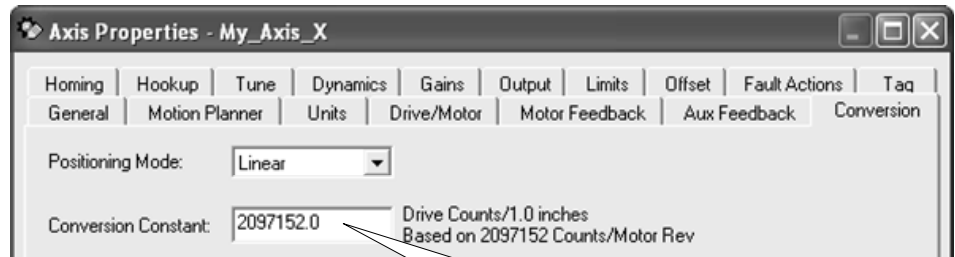 Axis Properties - My_Axis_X
Homing Hookup Tune Dynamics Gains Output Limits Offset Fault Actions Tag
General Motion Planner Units Drive/Motor Motor Feedback Aux Feedback Conversion
Positioning Mode: Linear
Conversion Constant: 2097152.0 Drive Counts/1.0 inches
Based on 2097152 Counts/Motor Rev